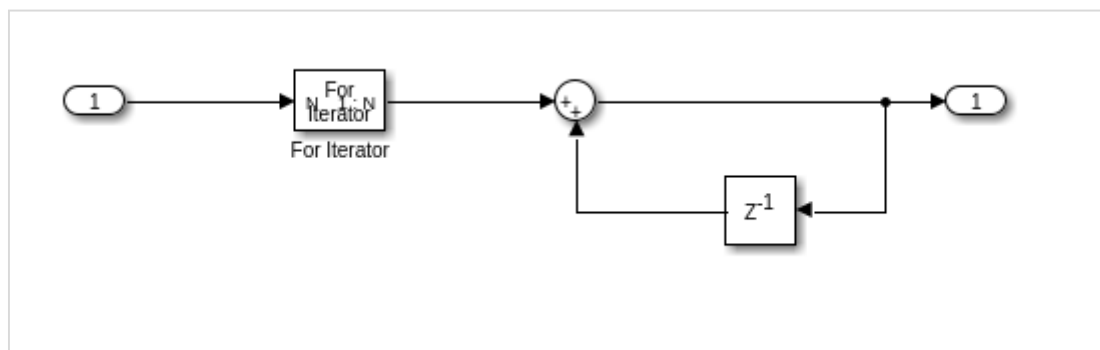 1
For
N 1 : N
Iterator
For Iterator
+
+
1
Z-1